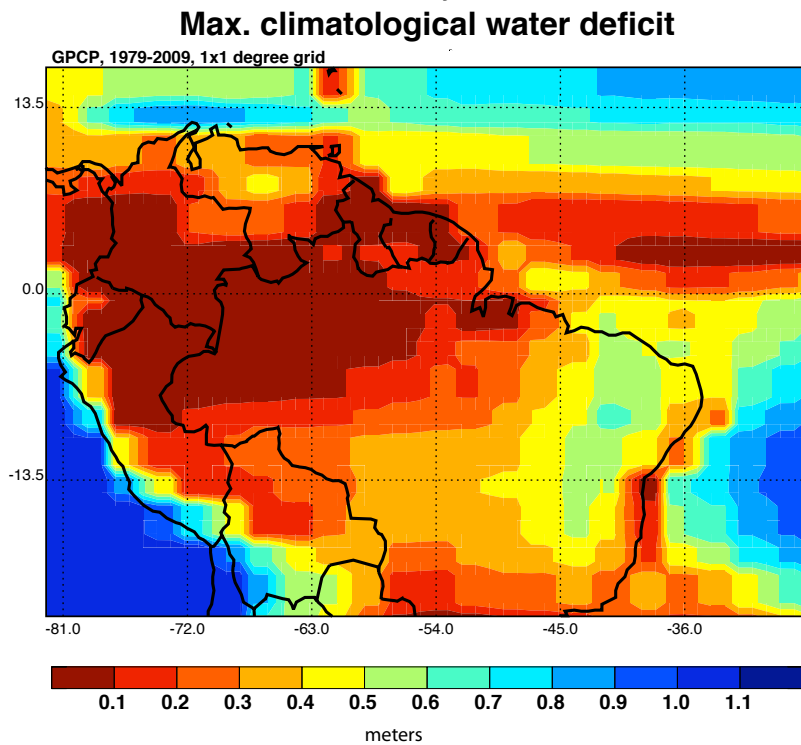 Max. climatological water deficit
GPCP, 1979-2009, 1x1 degree grid
13.5
0.0
-13.5
-81.0 -72.0 -63.0 -54.0 -45.0 -36.0
0.1 0.2 0.3 0.4 0.5 0.6 0.7 0.8 0.9 1.0 1.1
meters